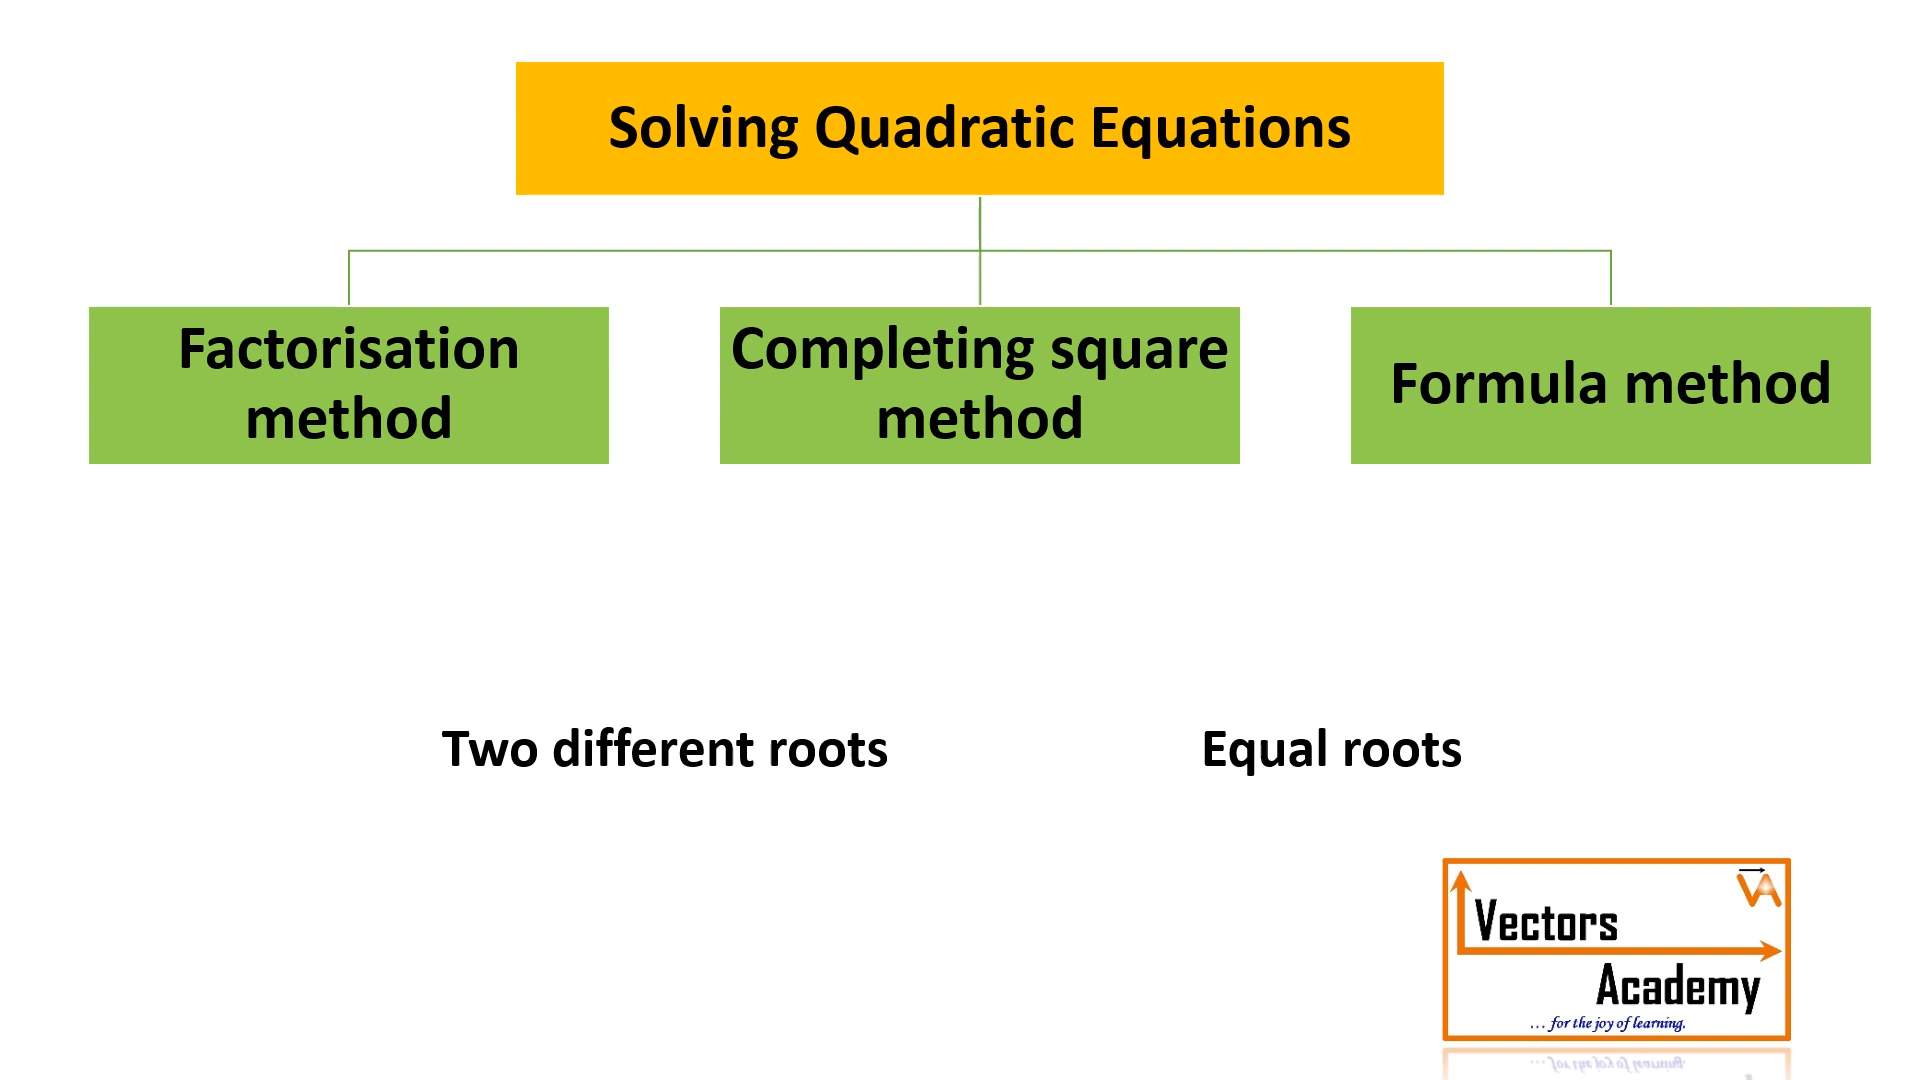 Solving Quadratic Equations
Factorisation
method
Completing square
method
Formula method
Two different roots
Equal roots
VA
Vectors
Academy
... for the joy of learning.